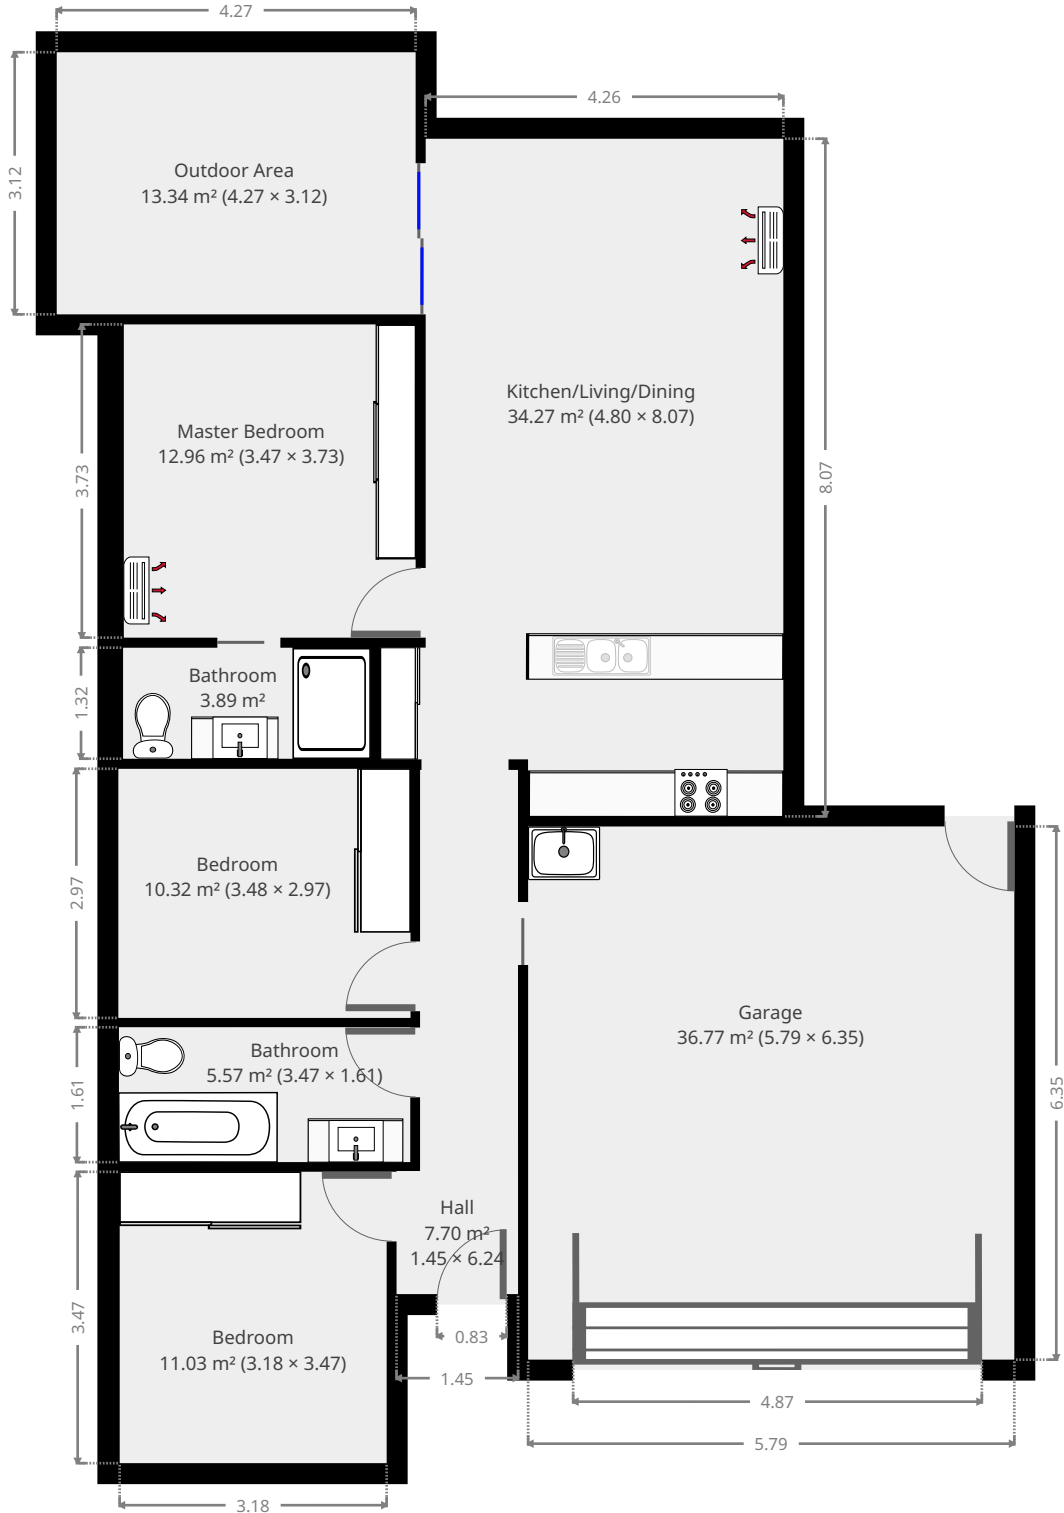 4.27
4.26
3.12
Outdoor Area
13.34 m² (4.27 × 3.12)
Kitchen/Living/Dining
34.27 m² (4.80 × 8.07)
Master Bedroom
12.96 m² (3.47 × 3.73)
3.73
8.07
Bathroom
3.89 m²
1.32
Bedroom
10.32 m² (3.48 × 2.97)
2.97
Garage
36.77 m² (5.79 × 6.35)
Bathroom
5.57 m² (3.47 × 1.61)
1.61
6.35
Hall
7.70 m²
1.45 × 6.24
Bedroom
11.03 m² (3.18 × 3.47)
3.47
0.83
1.45
4.87
5.79
3.18